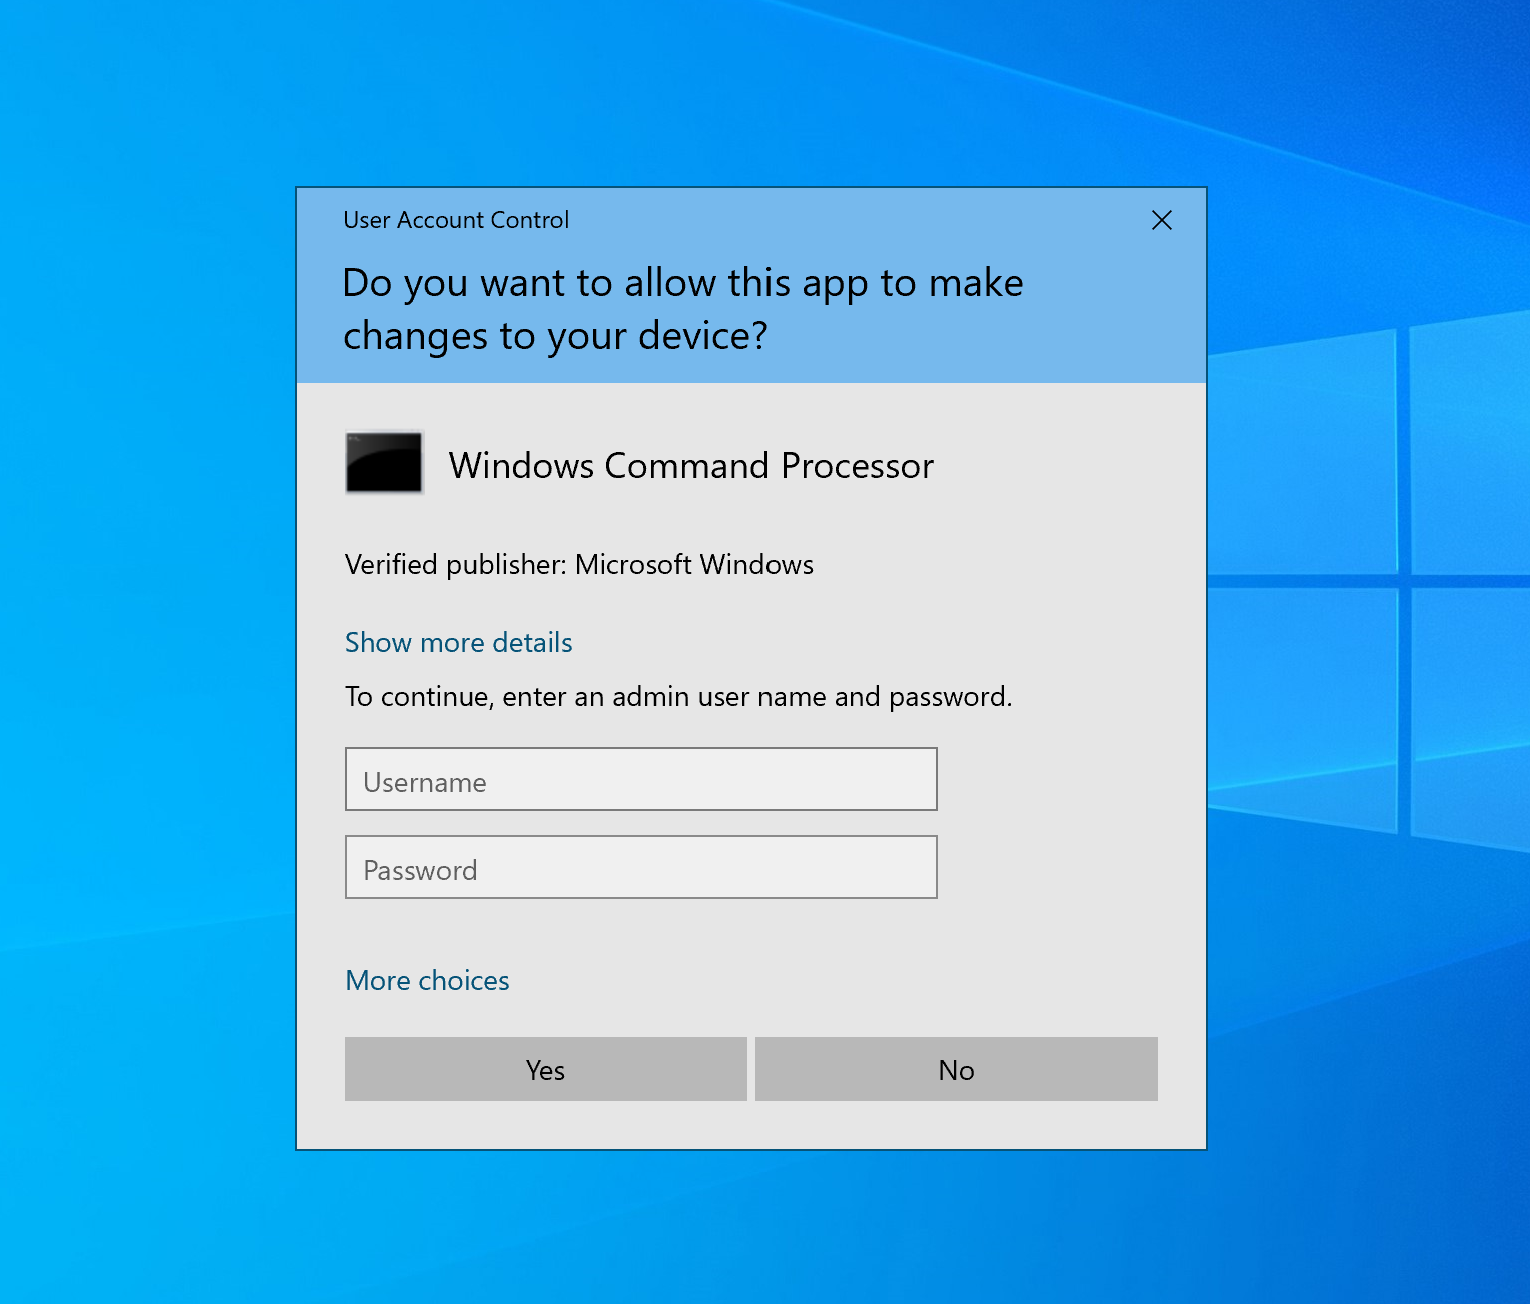 User Account Control
Do you want to allow this app to make
changes to your device?
Windows Command Processor
Verified publisher: Microsoft Windows
Show more details
To continue, enter an admin user name and password.
Username
Password
More choices
Yes
No